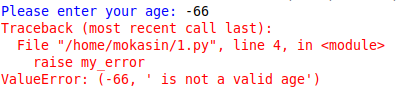 Please enter your age: -66
Traceback (most recent call last):
  File "/home/mokasin/1.py", line 4, in <module>
    raise my_error
ValueError: (-66, ' is not a valid age')